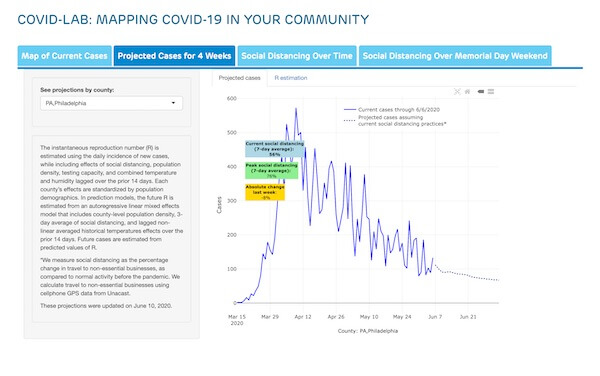 COVID-LAB: MAPPING COVID-19 IN YOUR COMMUNITY
Map of Current Cases
Projected Cases for 4 Weeks
Social Distancing Over Time
Social Distancing Over Memorial Day Weekend
See projections by county:
PA,Philadelphia
The instantaneous reproduction number (R) is
estimated using the daily incidence of new cases,
while including effects of social distancing, population
density, testing capacity, and combined temperature
and humidity lagged over the prior 14 days. Each
county's effects are standardized by population
demographics. In prediction models, the future R is
estimated from an autoregressive linear mixed effects
model that includes county-level population density, 3-
day average of social distancing, and lagged non-
linear averaged historical temperatures effects over the
prior 14 days. Future cases are estimated from
predicted values of R.
*We measure social distancing as the percentage
change in travel to non-essential businesses, as
compared to normal activity before the pandemic. We
calculate travel to non-essential businesses using
cellphone GPS data from Unacast.
These projections were updated on June 10, 2020.
Projected cases
R estimation
Current cases through 6/6/2020
Projected cases assuming
current social distancing practices*
Current social distancing
(7-day average):
56%
Peak social distancing
(7-day average):
75%
Absolute change
last week:
-5%
Cases
600
500
400
300
200
100
0
Mar 15
2020
Mar 29
Apr 12
Apr 26
May 10
May 24
Jun 7
Jun 21
County: PA,Philadelphia